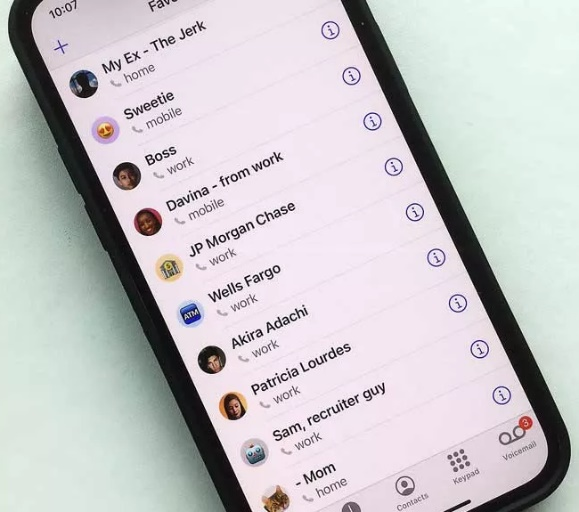 10:07
My Ex - The Jerk
home
Sweetie
mobile
Boss
work
Davina - from work
mobile
JP Morgan Chase
work
Wells Fargo
work
ATM
Akira Adachi
work
Patricia Lourdes
work
Sam, recruiter guy
work
- Mom
home
Contacts
Keypad
3
Voicemail